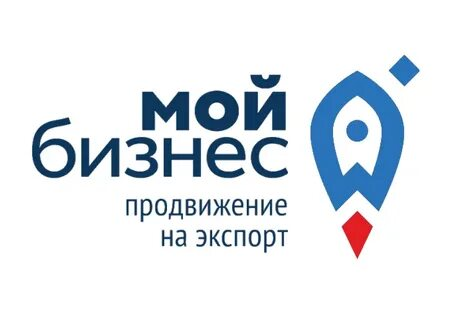 мой
бизнес
продвижение
на экспорт